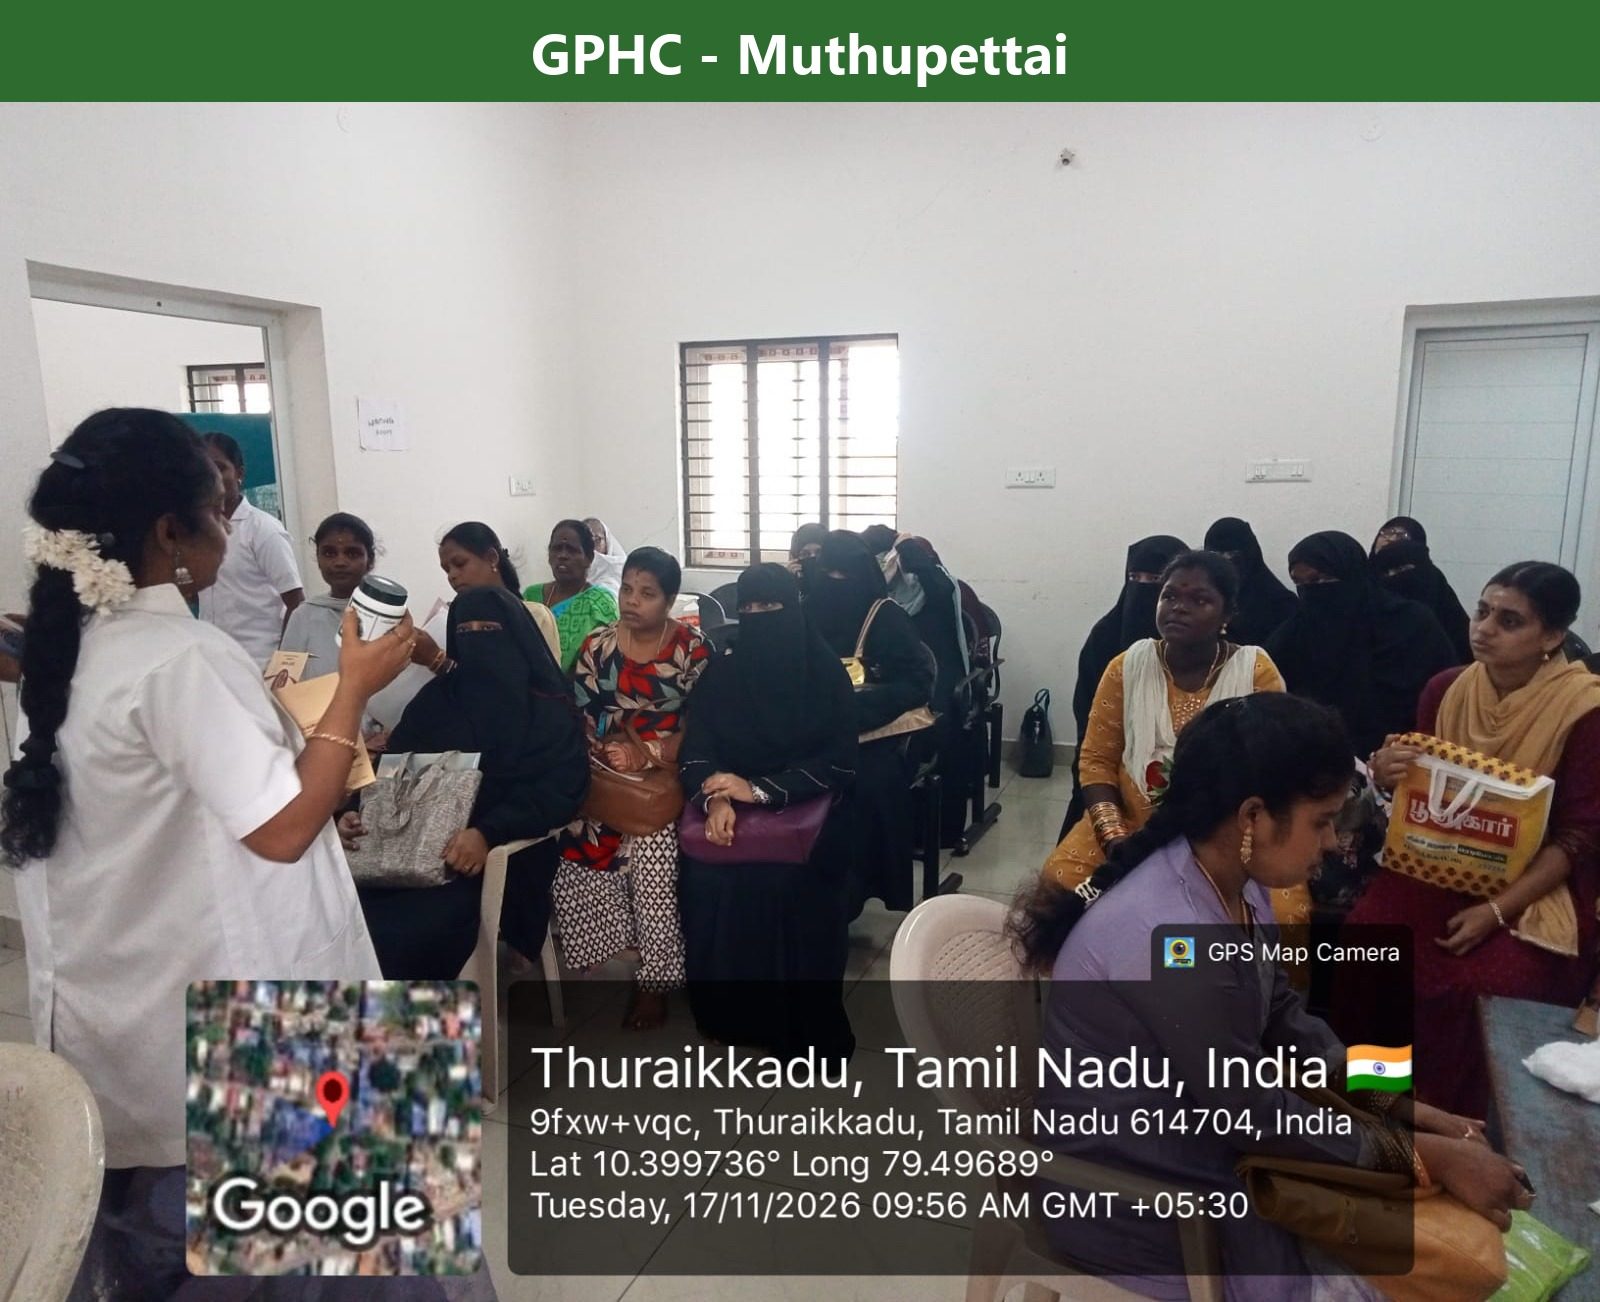 GPHC - Muthupettai
GPS Map Camera
Thuraikkadu, Tamil Nadu, India
9fxw+vqc, Thuraikkadu, Tamil Nadu 614704, India
Lat 10.399736° Long 79.49689°
Tuesday, 17/11/2026 09:56 AM GMT +05:30
Google